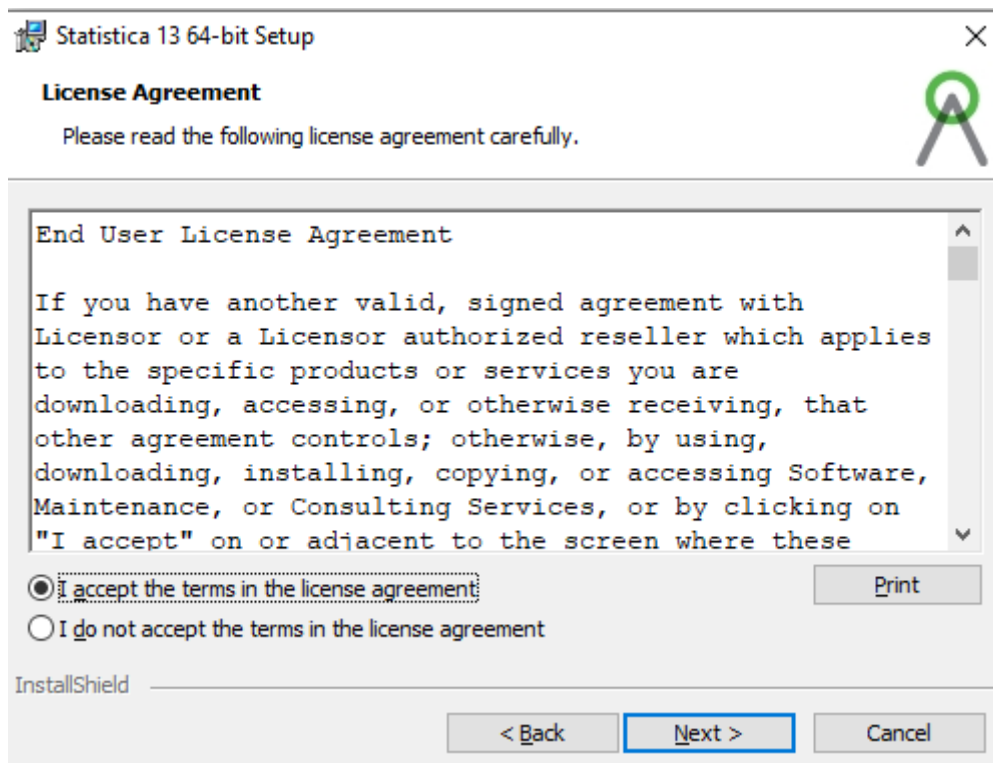 Statistica 13 64-bit Setup
License Agreement
Please read the following license agreement carefully.
End User License Agreement
If you have another valid, signed agreement with
Licensor or a Licensor authorized reseller which applies
to the specific products or services you are
downloading, accessing, or otherwise receiving, that
other agreement controls; otherwise, by using,
downloading, installing, copying, or accessing Software,
Maintenance, or Consulting Services, or by clicking on
"I accept" on or adjacent to the screen where these
I accept the terms in the license agreement
Print
I do not accept the terms in the license agreement
InstallShield
< Back
Next >
Cancel